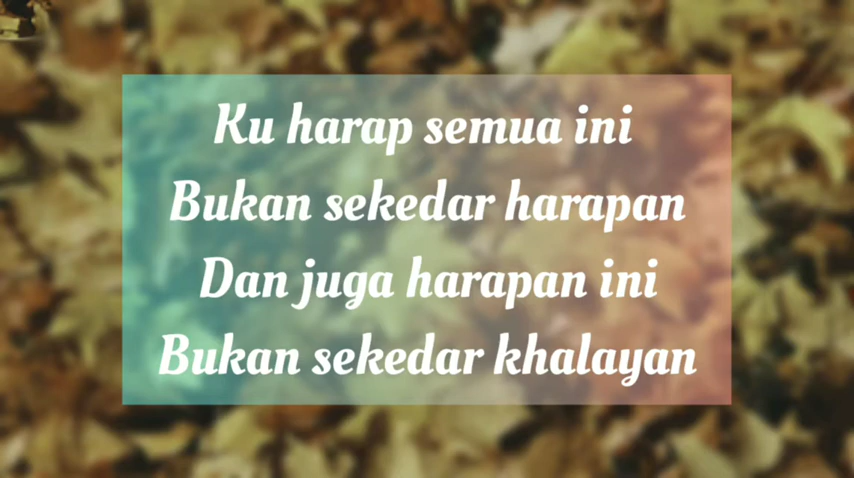 Ku harap semua ini
Bukan sekedar harapan
Dan juga harapan ini
Bukan sekedar khalayan